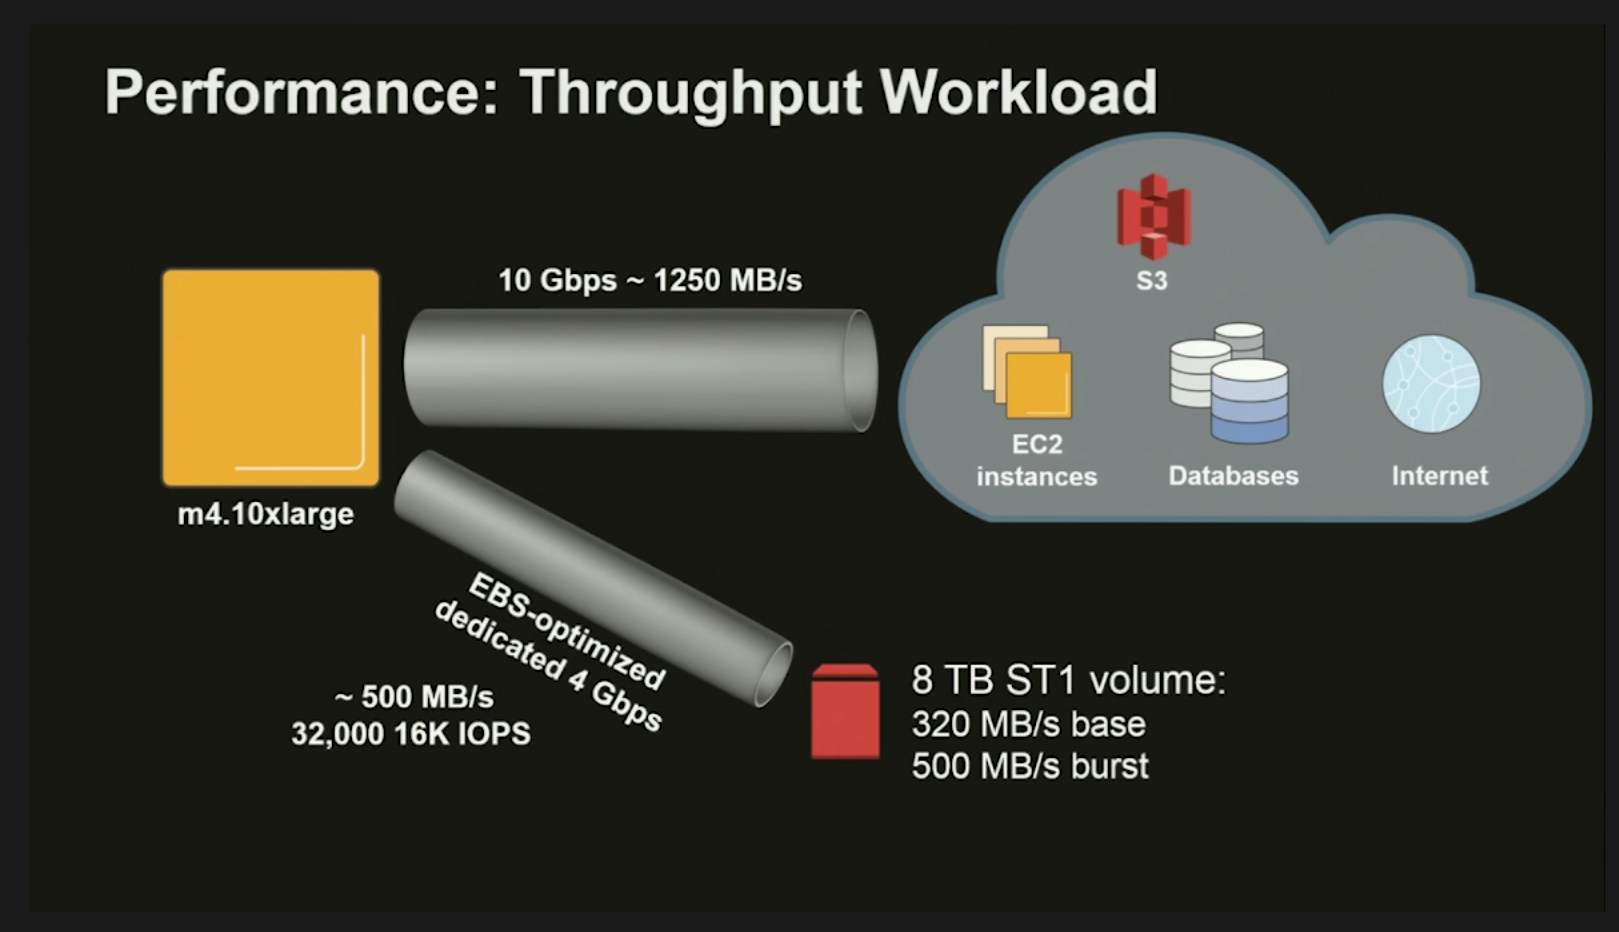 Performance: Throughput Workload
10 Gbps ~ 1250 MB/s
S3
EC2
instances
Databases
Internet
m4.10xlarge
EBS-optimized
dedicated 4 Gbps
~ 500 MB/s
32,000 16K IOPS
8 TB ST1 volume:
320 MB/s base
500 MB/s burst